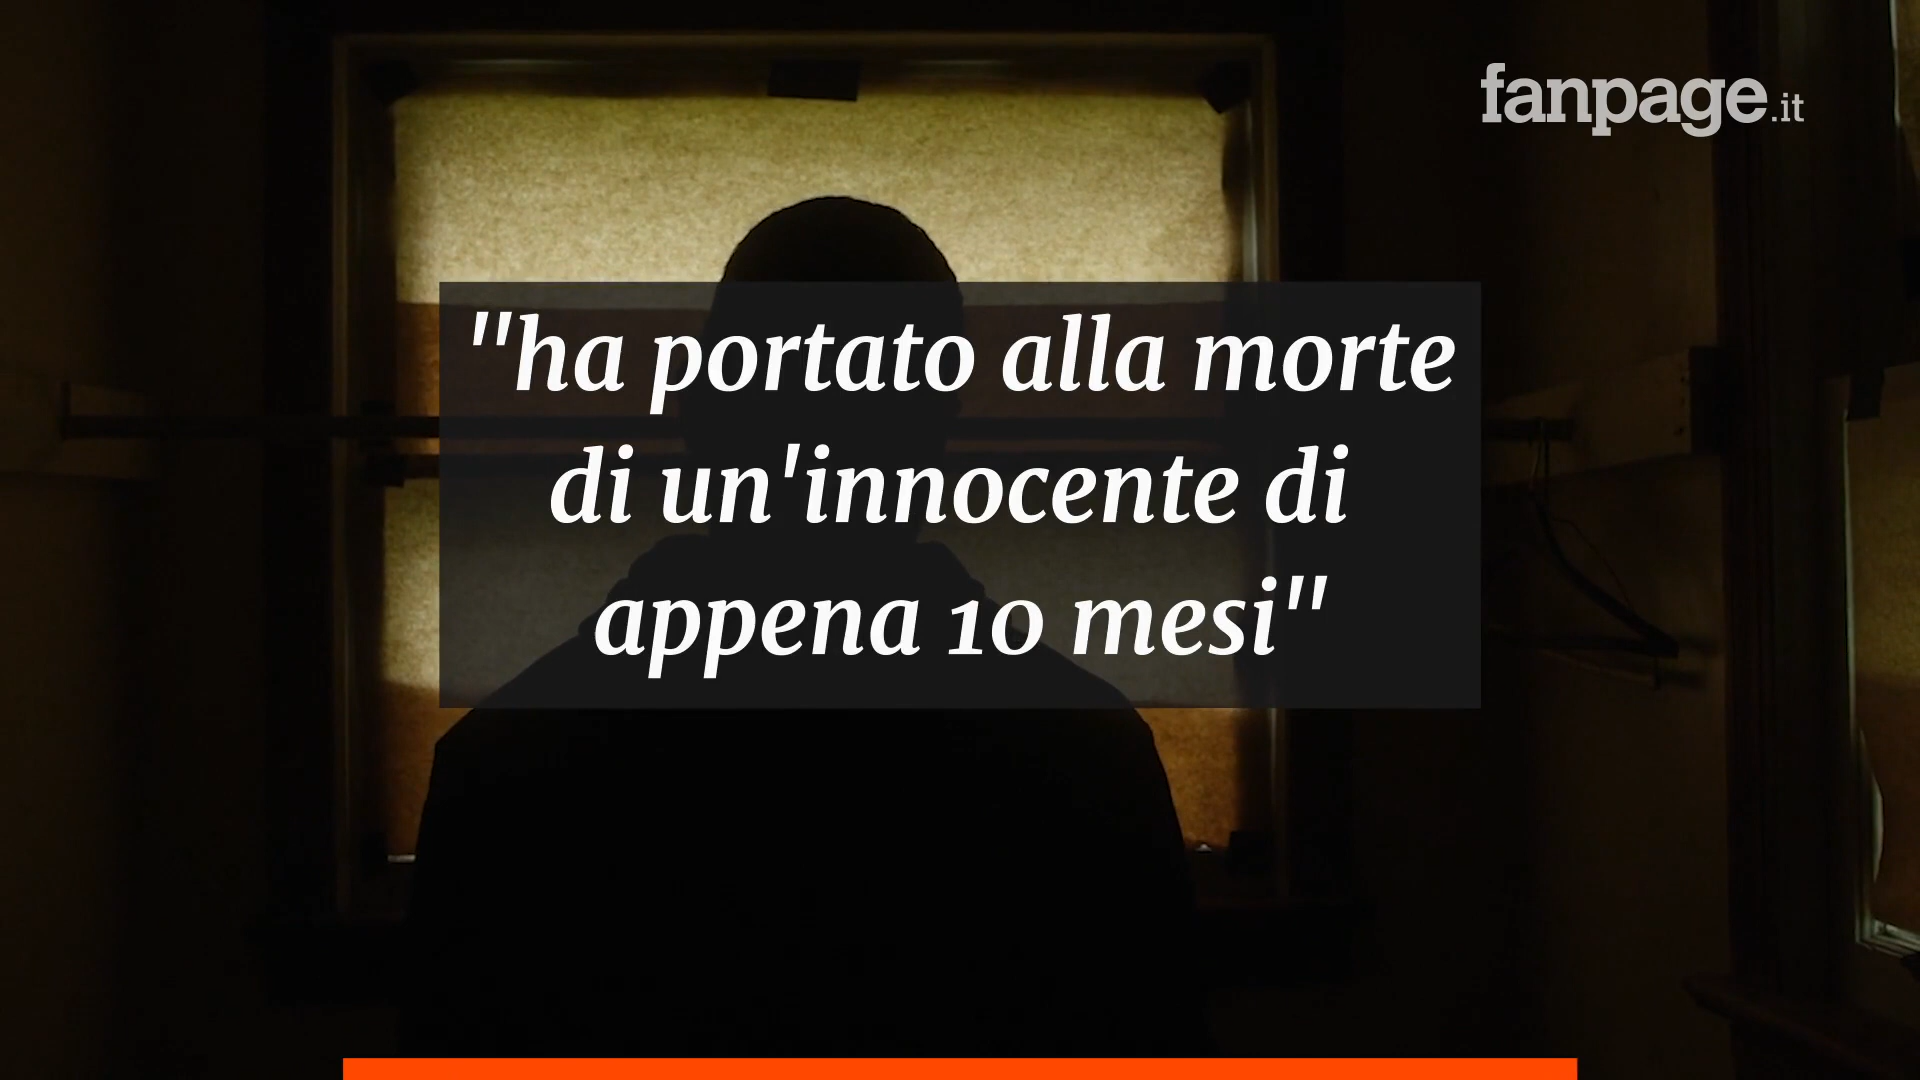 fanpage.it
"ha portato alla morte
di un'innocente di
appena 10 mesi"